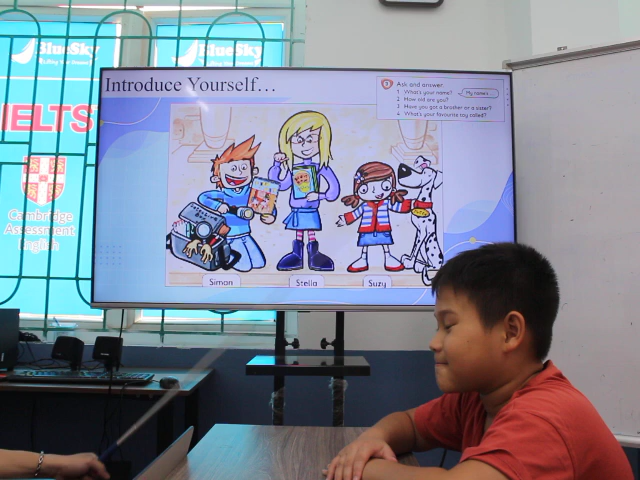 BlueSky
BlueSky
IELTS
Cambridge
Assessment
English
Introduce Yourself…
3 Ask and answer.
1 What's your name?
My name's…
2 How old are you?
3 Have you got a brother or a sister?
4 What's your favourite toy called?
Simon
Stella
Suzy